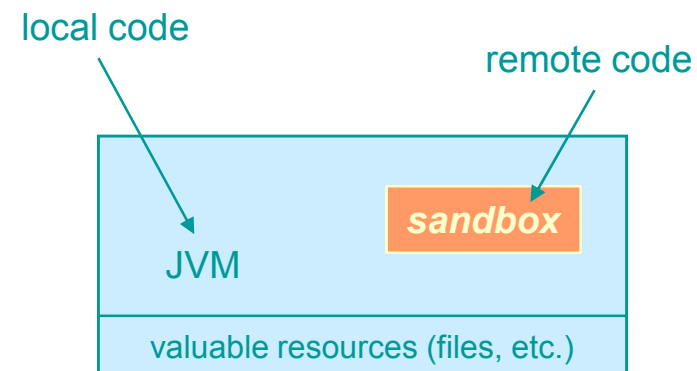 local code
remote code
sandbox
JVM
valuable resources (files, etc.)